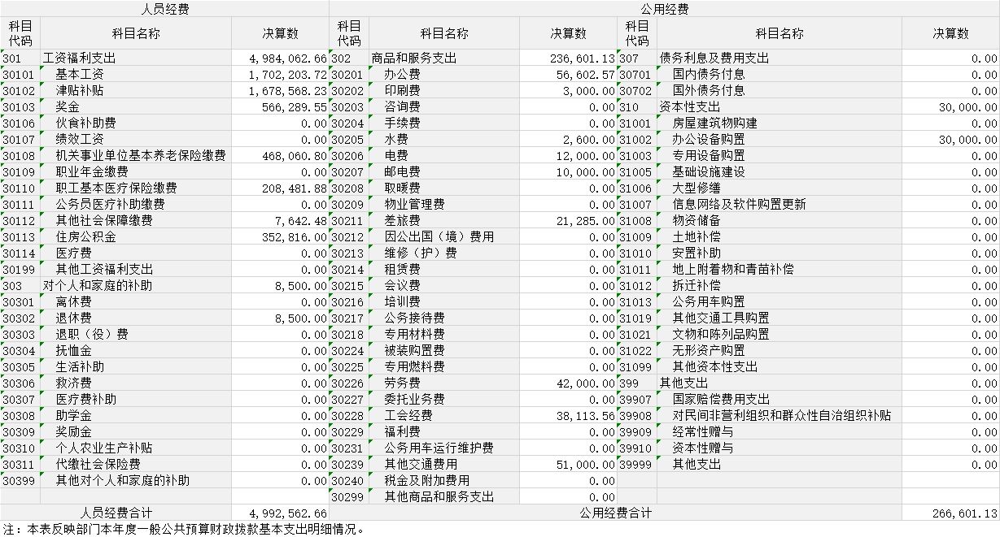 人员经费 公用经费
科目代码 科目名称 决算数 科目代码 科目名称 决算数 科目代码 科目名称 决算数
301 工资福利支出 4,984,062.66 302 商品和服务支出 236,601.13 307 债务利息及费用支出 0.00
30101 基本工资 1,702,203.72 30201 办公费 56,602.57 30701 国内债务付息 0.00
30102 津贴补贴 1,678,568.23 30202 印刷费 3,000.00 30702 国外债务付息 0.00
30103 奖金 566,289.55 30203 咨询费 0.00 310 资本性支出 30,000.00
30106 伙食补助费 0.00 30204 手续费 0.00 31001 房屋建筑物购建 0.00
30107 绩效工资 0.00 30205 水费 2,600.00 31002 办公设备购置 30,000.00
30108 机关事业单位基本养老保险缴费 468,060.80 30206 电费 12,000.00 31003 专用设备购置 0.00
30109 职业年金缴费 0.00 30207 邮电费 10,000.00 31005 基础设施建设 0.00
30110 职工基本医疗保险缴费 208,481.88 30208 取暖费 0.00 31006 大型修缮 0.00
30111 公务员医疗补助缴费 0.00 30209 物业管理费 0.00 31007 信息网络及软件购置更新 0.00
30112 其他社会保障缴费 7,642.48 30211 差旅费 21,285.00 31008 物资储备 0.00
30113 住房公积金 352,816.00 30212 因公出国（境）费用 0.00 31009 土地补偿 0.00
30114 医疗费 0.00 30213 维修（护）费 0.00 31010 安置补助 0.00
30199 其他工资福利支出 0.00 30214 租赁费 0.00 31011 地上附着物和青苗补偿 0.00
303 对个人和家庭的补助 8,500.00 30215 会议费 0.00 31012 拆迁补偿 0.00
30301 离休费 0.00 30216 培训费 0.00 31013 公务用车购置 0.00
30302 退休费 8,500.00 30217 公务接待费 0.00 31019 其他交通工具购置 0.00
30303 退职（役）费 0.00 30218 专用材料费 0.00 31021 文物和陈列品购置 0.00
30304 抚恤金 0.00 30224 被装购置费 0.00 31022 无形资产购置 0.00
30305 生活补助 0.00 30225 专用燃料费 0.00 31099 其他资本性支出 0.00
30306 救济费 0.00 30226 劳务费 42,000.00 399 其他支出 0.00
30307 医疗费补助 0.00 30227 委托业务费 0.00 39907 国家赔偿费用支出 0.00
30308 助学金 0.00 30228 工会经费 38,113.56 39908 对民间非营利组织和群众性自治组织补贴 0.00
30309 奖励金 0.00 30229 福利费 0.00 39909 经常性赠与 0.00
30310 个人农业生产补贴 0.00 30231 公务用车运行维护费 0.00 39910 资本性赠与 0.00
30311 代缴社会保险费 0.00 30239 其他交通费用 51,000.00 39999 其他支出 0.00
30399 其他对个人和家庭的补助 0.00 30240 税金及附加费用 0.00
30299 其他商品和服务支出 0.00
人员经费合计 4,992,562.66 公用经费合计 266,601.13
注：本表反映部门本年度一般公共预算财政拨款基本支出明细情况。